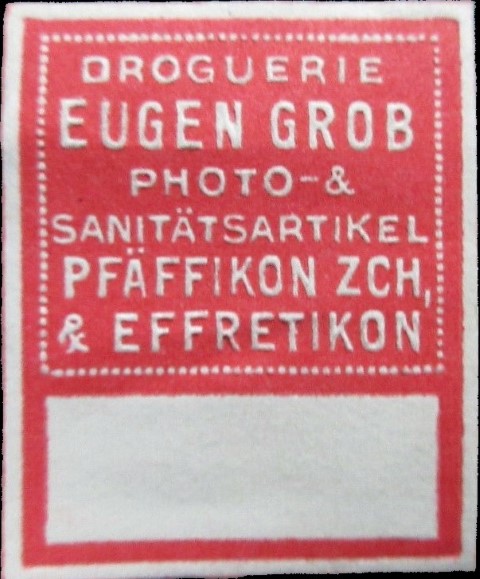 DROGUERIE
EUGEN GROB
PHOTO-&
SANITÄTSARTIKEL
PFÄFFIKON ZCH,
& EFFRETIKON